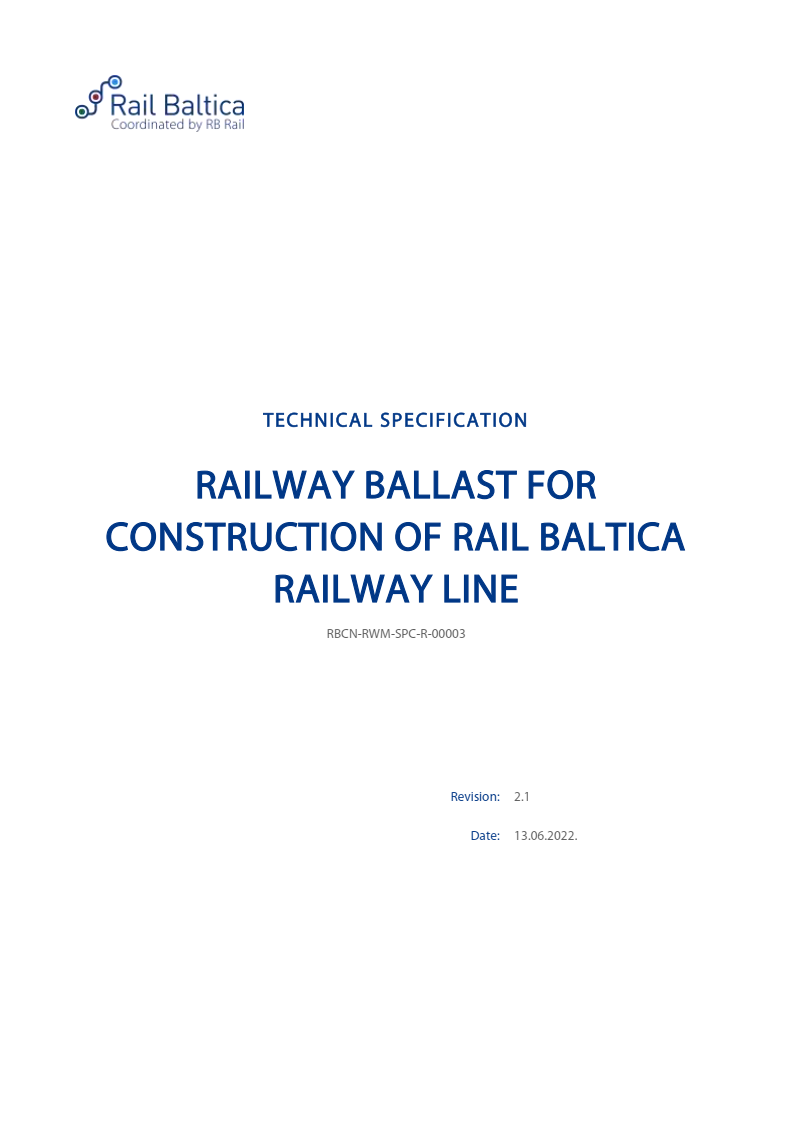 Rail Baltica
Coordinated by RB Rail
TECHNICAL SPECIFICATION
RAILWAY BALLAST FOR
CONSTRUCTION OF RAIL BALTICA
RAILWAY LINE
RBCN-RWM-SPC-R-00003
Revision: 2.1
Date: 13.06.2022.